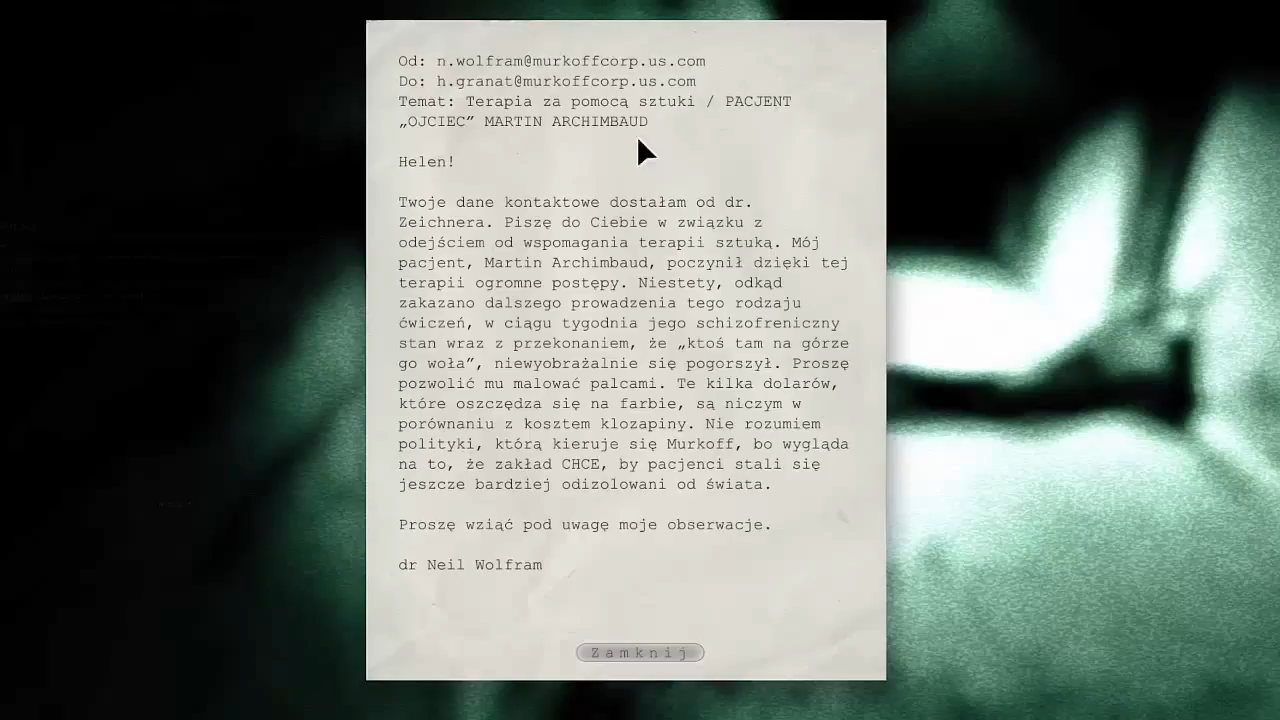 Od: n.wolfram@murkoffcorp.us.com
Do: h.granat@murkoffcorp.us.com
Temat: Terapia za pomocą sztuki / PACJENT
„OJCIEC” MARTIN ARCHIMBAUD
Helen!
Twoje dane kontaktowe dostałam od dr.
Zeichnera. Piszę do Ciebie w związku z
odejściem od wspomagania terapii sztuką. Mój
pacjent, Martin Archimbaud, poczynił dzięki tej
terapii ogromne postępy. Niestety, odkąd
zakazano dalszego prowadzenia tego rodzaju
ćwiczeń, w ciągu tygodnia jego schizofreniczny
stan wraz z przekonaniem, że „ktoś tam na górze
go woła”, niewyobrażalnie się pogorszył. Proszę
pozwolić mu malować palcami. Te kilka dolarów,
które oszczędza się na farbie, są niczym w
porównaniu z kosztem klozapiny. Nie rozumiem
polityki, którą kieruje się Murkoff, bo wygląda
na to, że zakład CHCE, by pacjenci stali się
jeszcze bardziej odizolowani od świata.
Proszę wziąć pod uwagę moje obserwacje.
dr Neil Wolfram
Zamknij